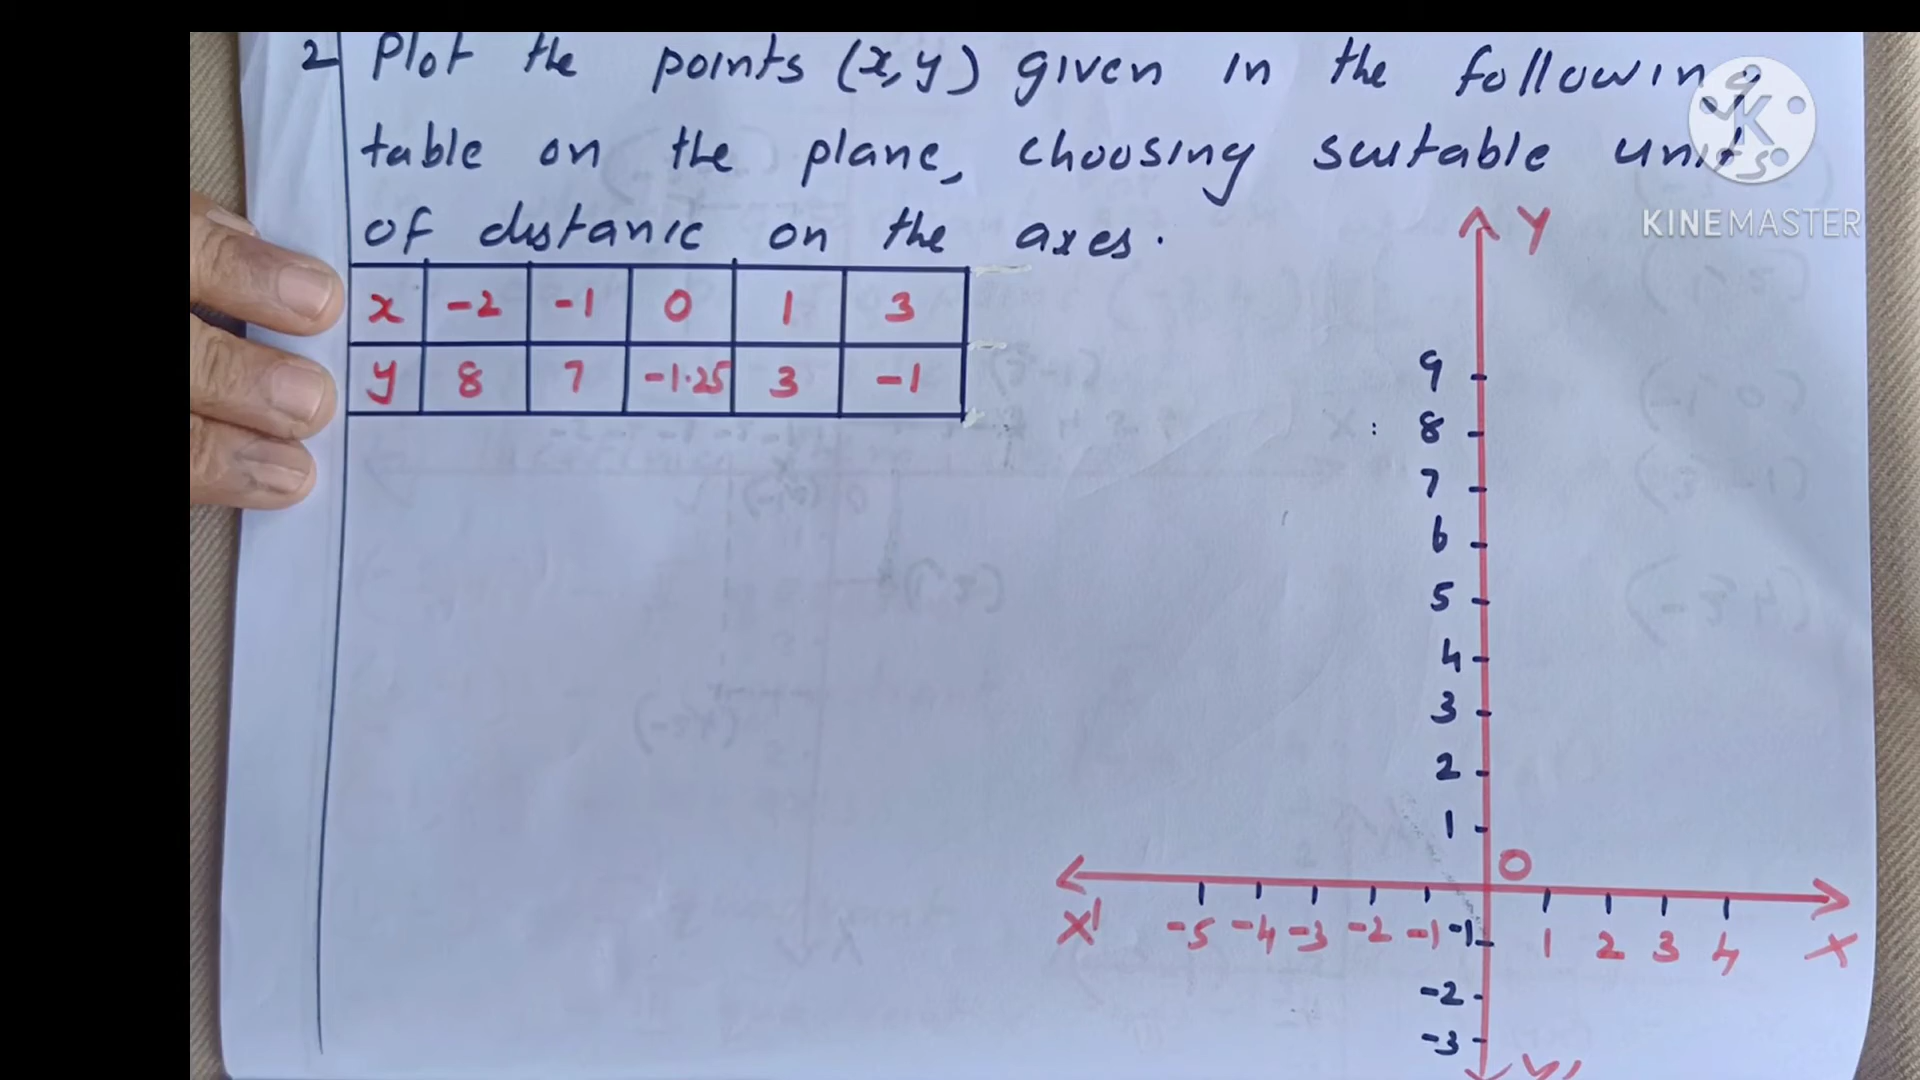 2 Plot the points (x,y) given in the following
table on the plane, choosing suitable units
of distance on the axes.
K
KINEMASTER
x -2 -1 0 1 3
y 8 7 -1.25 3 -1
Y
9
8
7
6
5
4
3
2
1
O
X' -5 -4 -3 -2 -1 -1 1 2 3 4 X
-2
-3